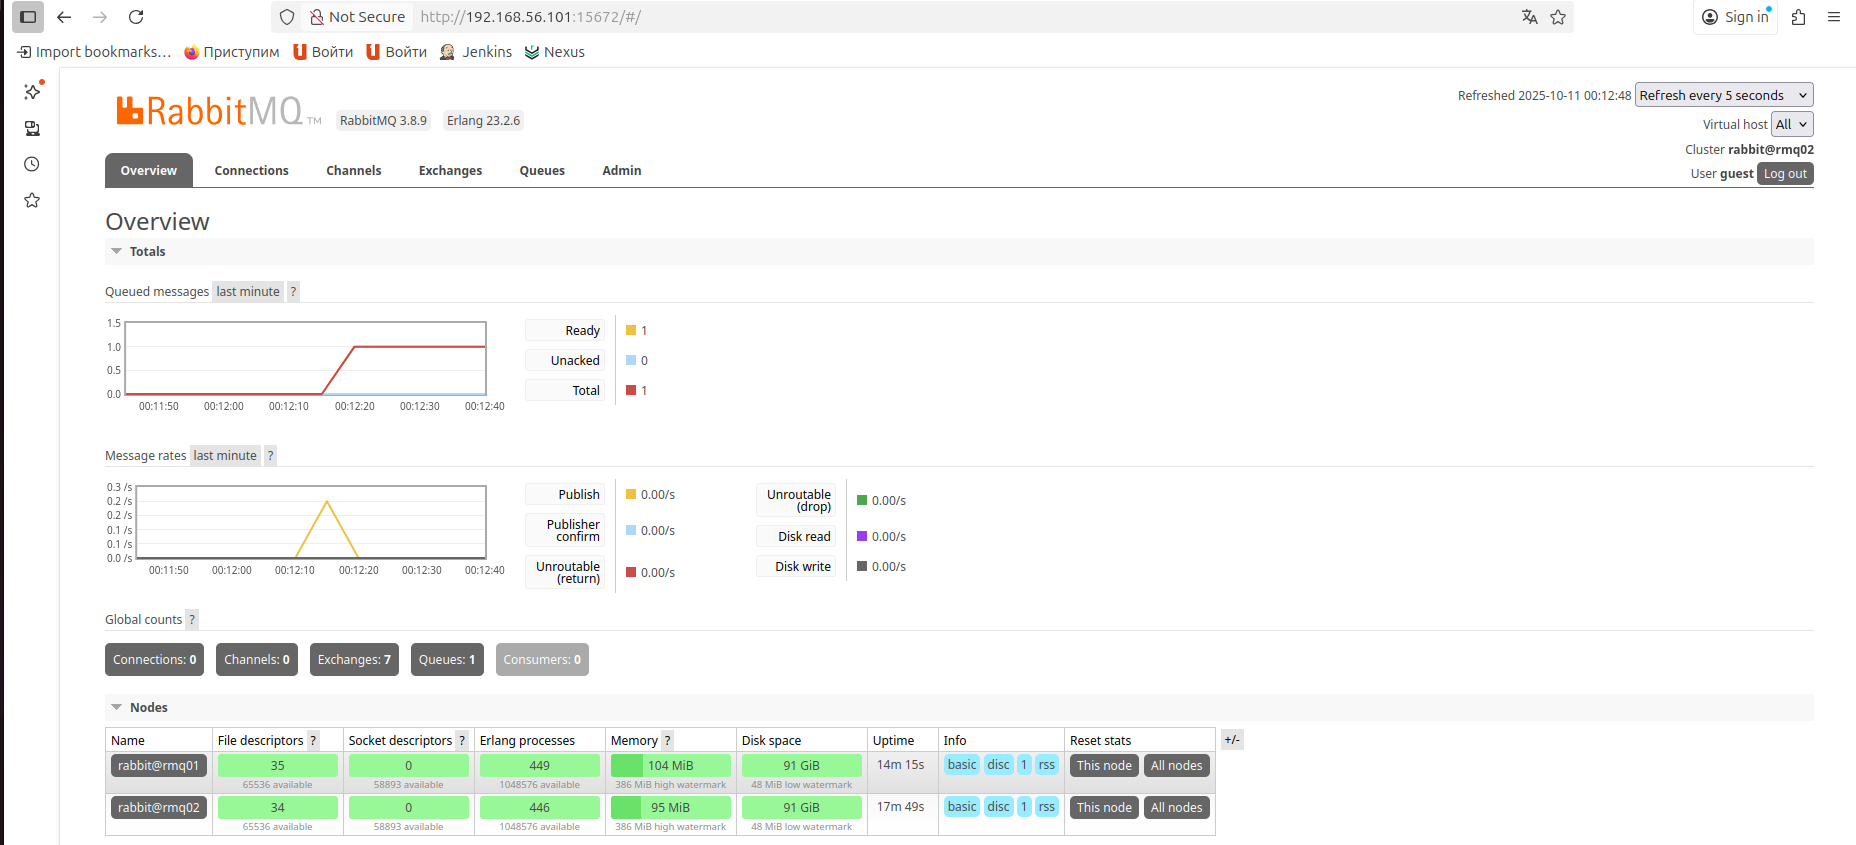 Not Secure http://192.168.56.101:15672/#/ Sign in
Import bookmarks... Приступим Войти Войти Jenkins Nexus
RabbitMQ TM RabbitMQ 3.8.9 Erlang 23.2.6
Refreshed 2025-10-11 00:12:48 Refresh every 5 seconds
Virtual host All
Cluster rabbit@rmq02
User guest Log out
Overview Connections Channels Exchanges Queues Admin
Overview
Totals
Queued messages last minute ?
1.5
1.0
0.5
0.0
00:11:50 00:12:00 00:12:10 00:12:20 00:12:30 00:12:40
Ready 1
Unacked 0
Total 1
Message rates last minute ?
0.3 /s
0.2 /s
0.2 /s
0.1 /s
0.1 /s
0.0 /s
00:11:50 00:12:00 00:12:10 00:12:20 00:12:30 00:12:40
Publish 0.00/s
Publisher confirm 0.00/s
Unroutable (return) 0.00/s
Unroutable (drop) 0.00/s
Disk read 0.00/s
Disk write 0.00/s
Global counts ?
Connections: 0 Channels: 0 Exchanges: 7 Queues: 1 Consumers: 0
Nodes
Name File descriptors ? Socket descriptors ? Erlang processes Memory ? Disk space Uptime Info Reset stats +/-
rabbit@rmq01 35 0 449 104 MiB 91 GiB 14m 15s basic disc 1 rss This node All nodes
65536 available 58893 available 1048576 available 386 MiB high watermark 48 MiB low watermark
rabbit@rmq02 34 0 446 95 MiB 91 GiB 17m 49s basic disc 1 rss This node All nodes
65536 available 58893 available 1048576 available 386 MiB high watermark 48 MiB low watermark